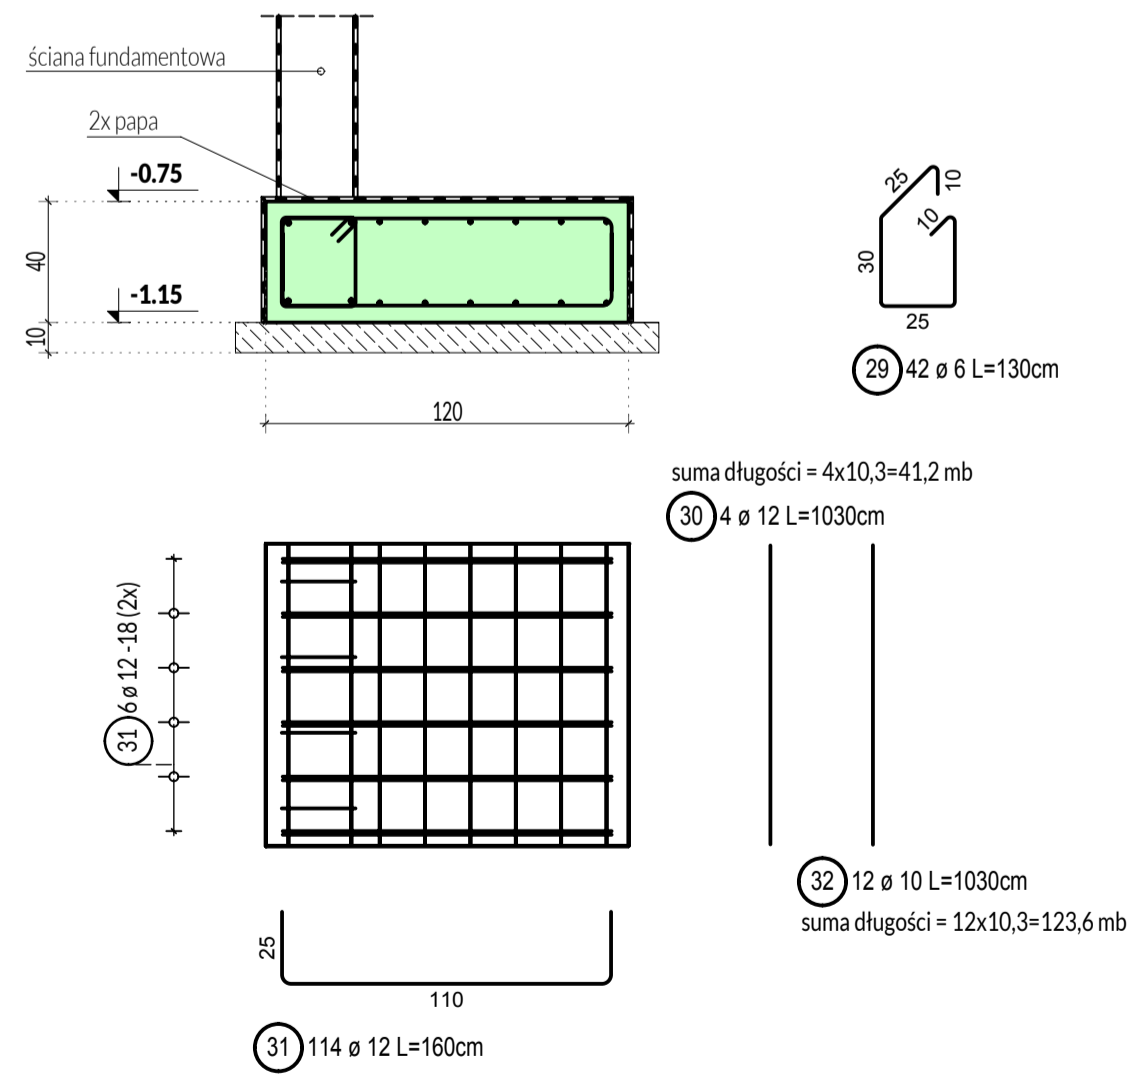 ściana fundamentowa
2x papa
-0.75
40
-1.15
10
120
25
10
10
30
25
29 42 ø 6 L=130cm
suma długości = 4x10,3=41,2 mb
30 4 ø 12 L=1030cm
31 6 ø 12 -18 (2x)
32 12 ø 10 L=1030cm
suma długości = 12x10,3=123,6 mb
25
110
31 114 ø 12 L=160cm